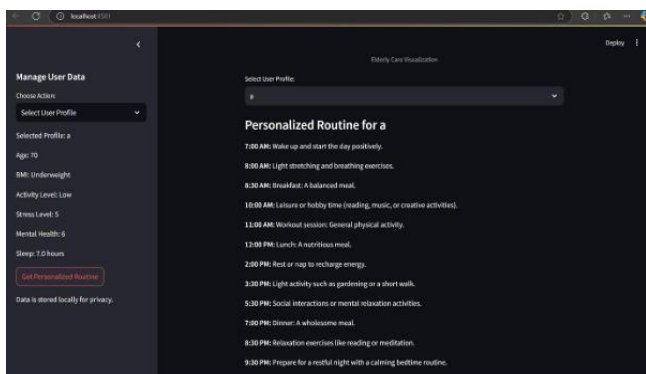 localhost:8501
Deploy
Manage User Data
Choose Action:
Select User Profile
Selected Profile: a
Age: 70
BMI: Underweight
Activity Level: Low
Stress Level: 5
Mental Health: 6
Sleep: 7.0 hours
Get Personalized Routine
Data is stored locally for privacy.
Elderly Care Visualization
Select User Profile:
a
Personalized Routine for a
7:00 AM: Wake up and start the day positively.
8:00 AM: Light stretching and breathing exercises.
8:30 AM: Breakfast: A balanced meal.
10:00 AM: Leisure or hobby time (reading, music, or creative activities).
11:00 AM: Workout session: General physical activity.
12:00 PM: Lunch: A nutritious meal.
2:00 PM: Rest or nap to recharge energy.
3:30 PM: Light activity such as gardening or a short walk.
5:30 PM: Social interactions or mental relaxation activities.
7:00 PM: Dinner: A wholesome meal.
8:30 PM: Relaxation exercises like reading or meditation.
9:30 PM: Prepare for a restful night with a calming bedtime routine.